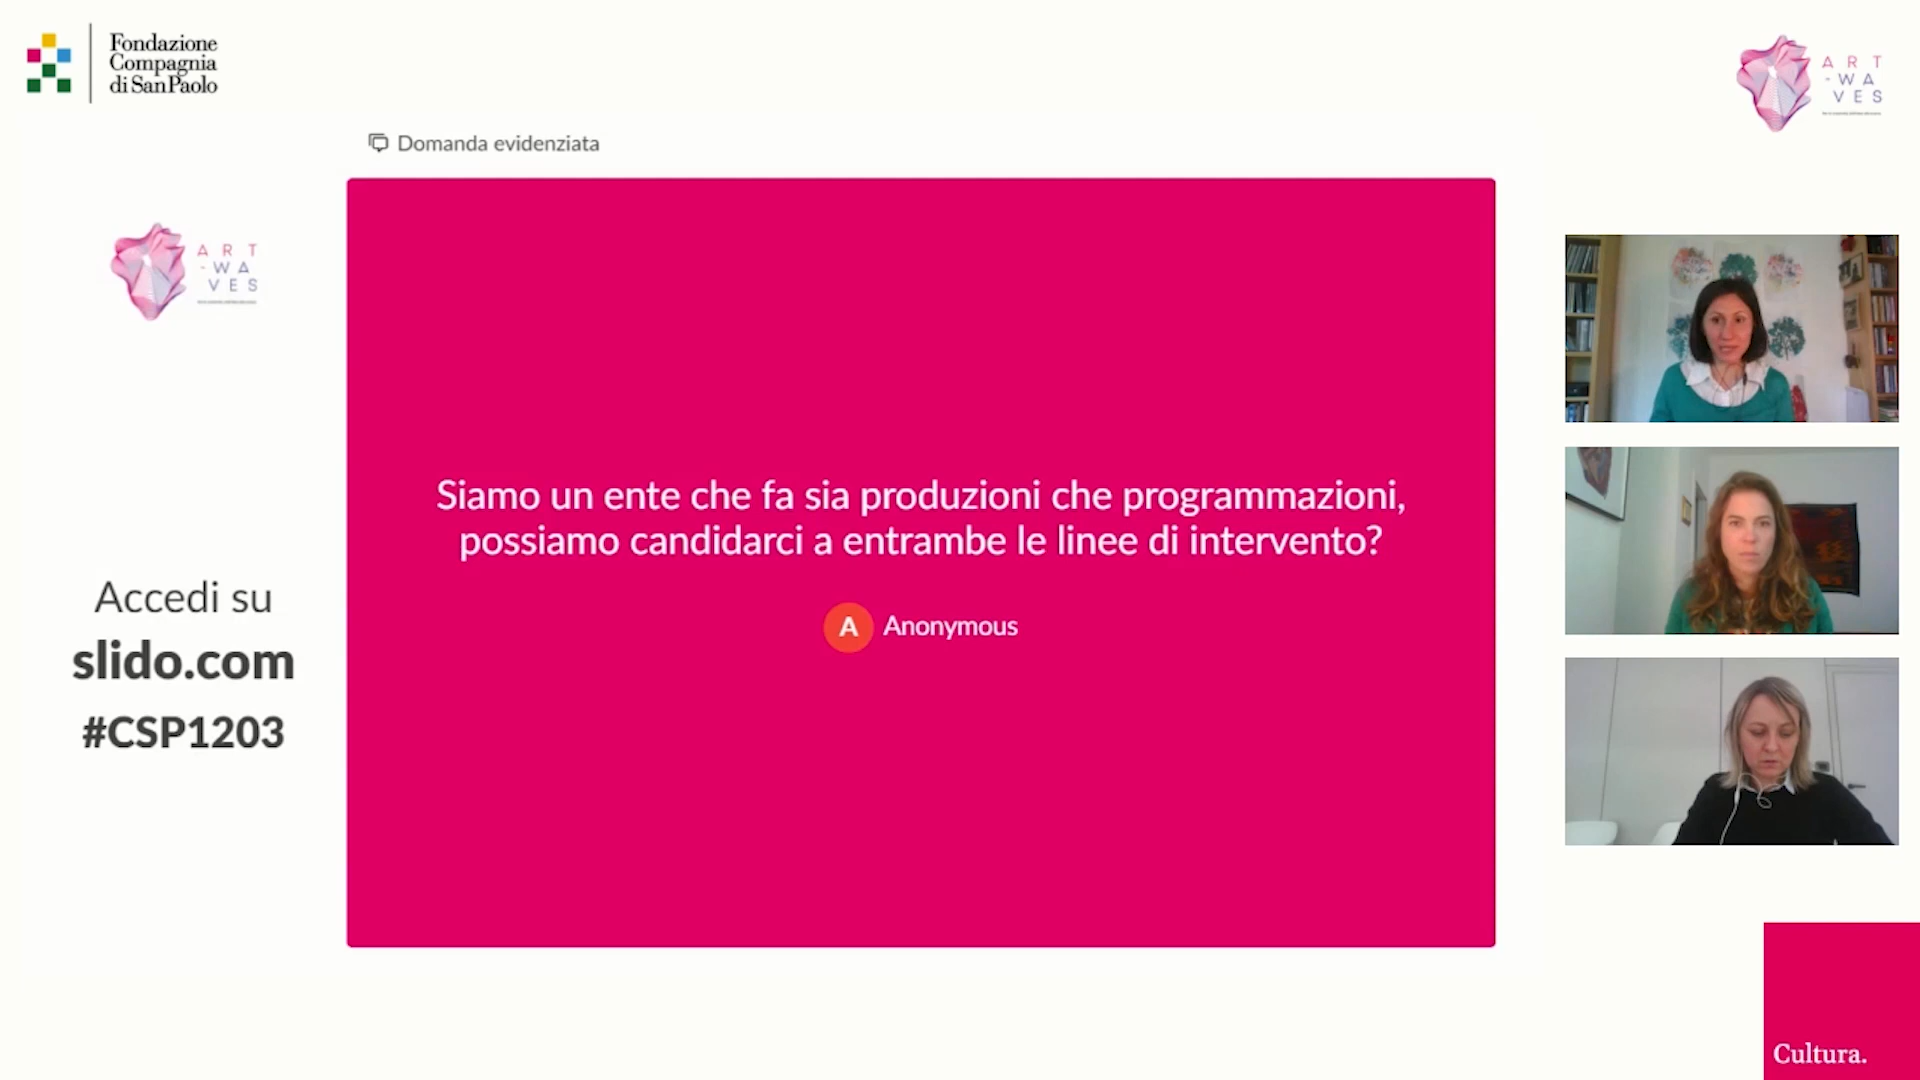 Fondazione
Compagnia
di San Paolo
ART
-WA
VES
Domanda evidenziata
ART
-WA
VES
Siamo un ente che fa sia produzioni che programmazioni,
possiamo candidarci a entrambe le linee di intervento?
A Anonymous
Accedi su
slido.com
#CSP1203
Cultura.